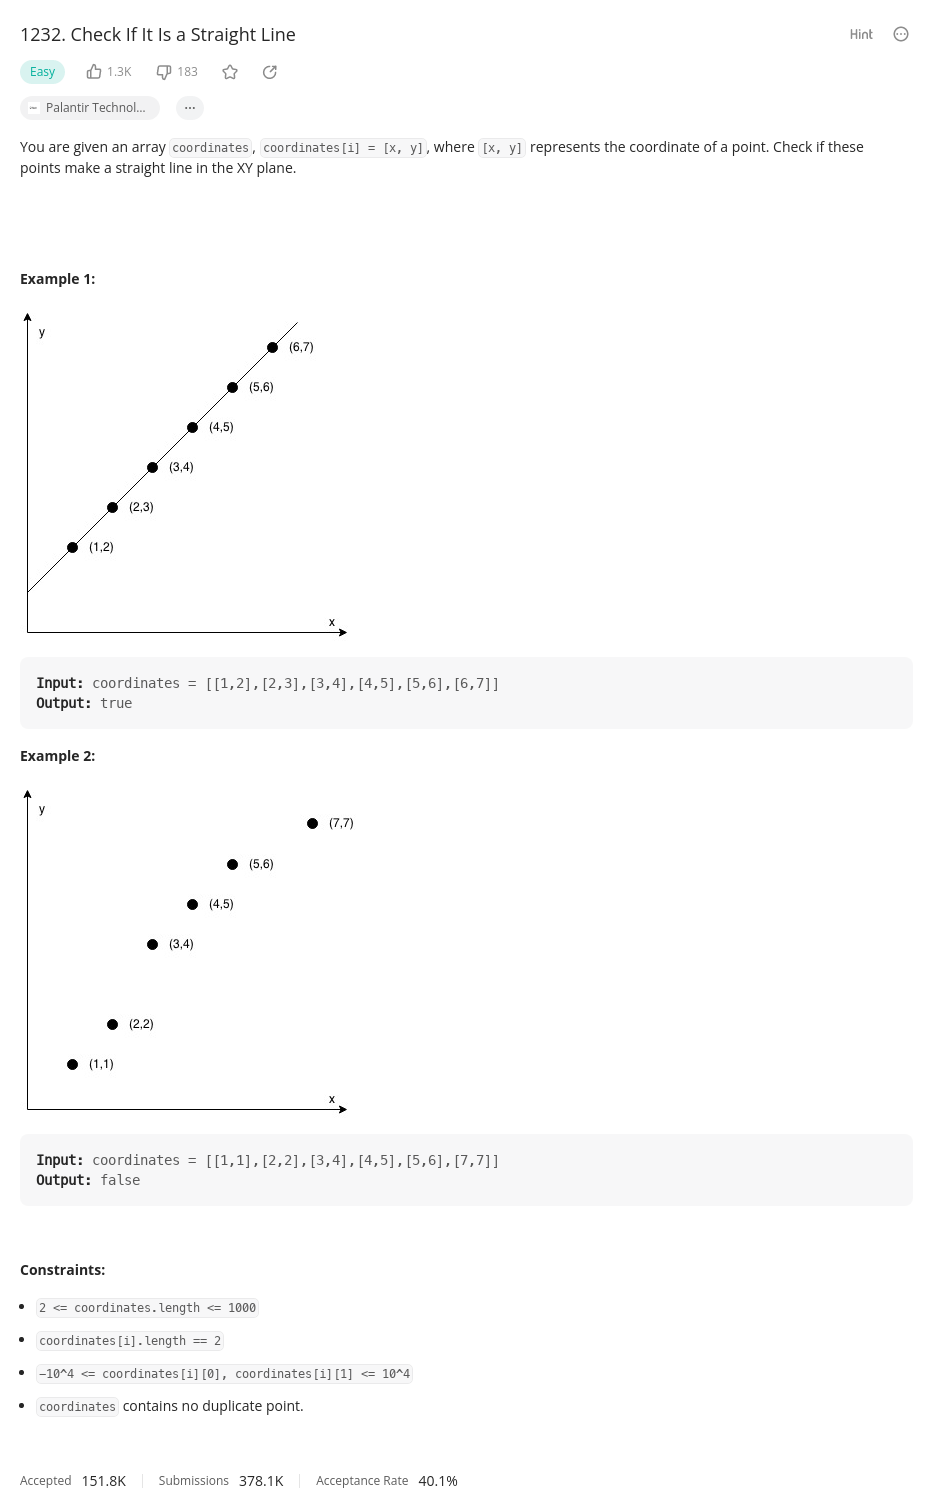 1232. Check If It Is a Straight Line
Hint
Easy
1.3K
183
Palantir Technol...
You are given an array coordinates, coordinates[i] = [x, y], where [x, y] represents the coordinate of a point. Check if these
points make a straight line in the XY plane.
Example 1:
y
(6,7)
(5,6)
(4,5)
(3,4)
(2,3)
(1,2)
x
Input: coordinates = [[1,2],[2,3],[3,4],[4,5],[5,6],[6,7]]
Output: true
Example 2:
y
(7,7)
(5,6)
(4,5)
(3,4)
(2,2)
(1,1)
x
Input: coordinates = [[1,1],[2,2],[3,4],[4,5],[5,6],[7,7]]
Output: false
Constraints:
2 <= coordinates.length <= 1000
coordinates[i].length == 2
-10^4 <= coordinates[i][0], coordinates[i][1] <= 10^4
coordinates contains no duplicate point.
Accepted 151.8K Submissions 378.1K Acceptance Rate 40.1%